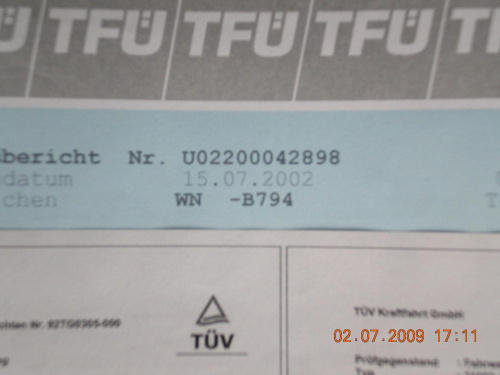 TFÜ TFÜ TFÜ
bericht Nr. U02200042898
datum 15.07.2002
chen WN -B794
TÜV
TÜV Kraftfahrt GmbH
02.07.2009 17:11
Prüfgegenstand